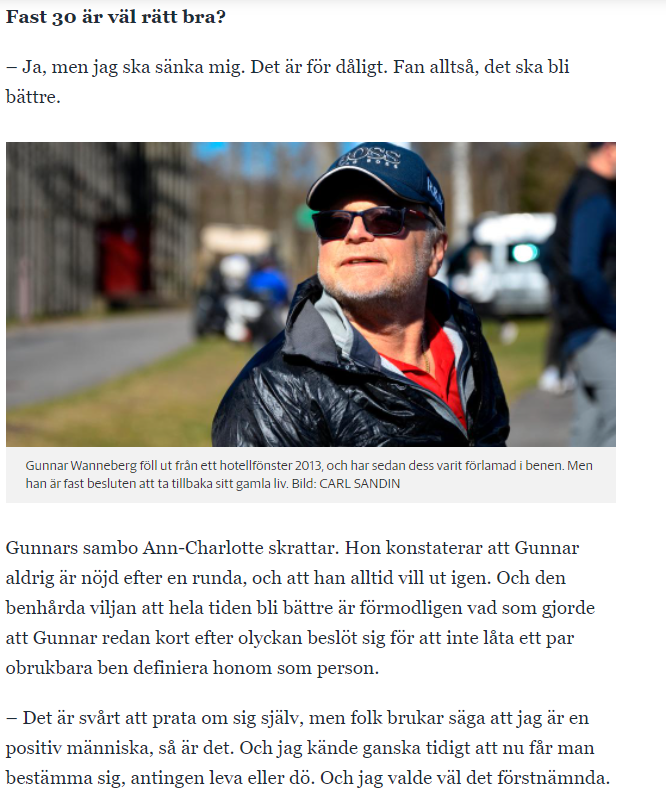 Fast 30 är väl rätt bra?
– Ja, men jag ska sänka mig. Det är för dåligt. Fan alltså, det ska bli
bättre.
BOSS
Gunnar Wanneberg föll ut från ett hotellfönster 2013, och har sedan dess varit förlamad i benen. Men
han är fast besluten att ta tillbaka sitt gamla liv. Bild: CARL SANDIN
Gunnars sambo Ann-Charlotte skrattar. Hon konstaterar att Gunnar
aldrig är nöjd efter en runda, och att han alltid vill ut igen. Och den
benhårda viljan att hela tiden bli bättre är förmodligen vad som gjorde
att Gunnar redan kort efter olyckan beslöt sig för att inte låta ett par
obrukbara ben definiera honom som person.
– Det är svårt att prata om sig själv, men folk brukar säga att jag är en
positiv människa, så är det. Och jag kände ganska tidigt att nu får man
bestämma sig, antingen leva eller dö. Och jag valde väl det förstnämnda.